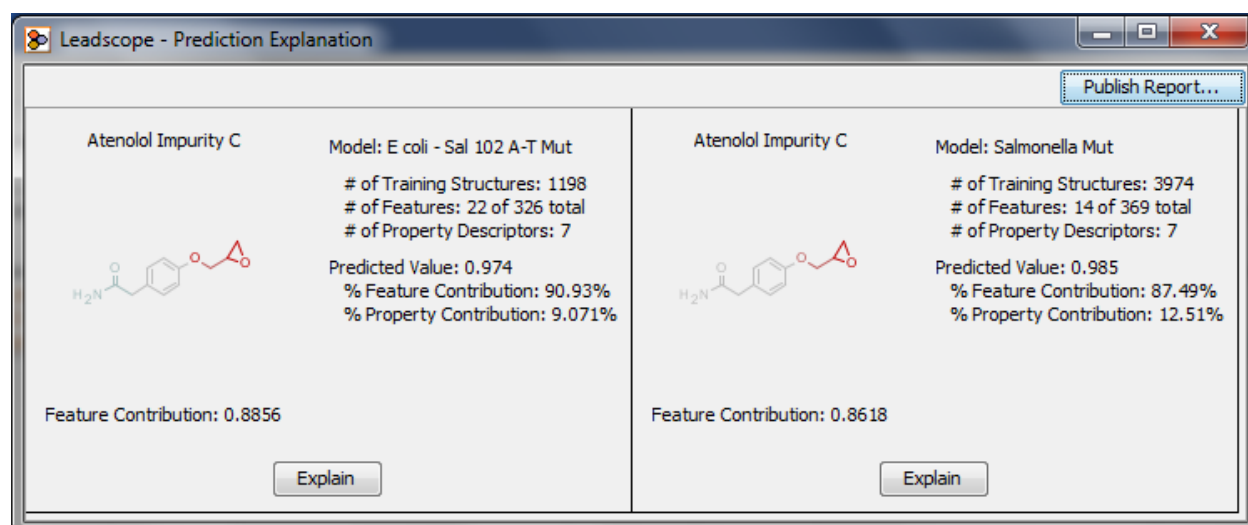 Leadscope - Prediction Explanation
Publish Report...
Atenolol Impurity C
Model: E coli - Sal 102 A-T Mut
# of Training Structures: 1198
# of Features: 22 of 326 total
# of Property Descriptors: 7
O
O
O
H2N
Predicted Value: 0.974
% Feature Contribution: 90.93%
% Property Contribution: 9.071%
Feature Contribution: 0.8856
Explain
Atenolol Impurity C
Model: Salmonella Mut
# of Training Structures: 3974
# of Features: 14 of 369 total
# of Property Descriptors: 7
O
O
O
H2N
Predicted Value: 0.985
% Feature Contribution: 87.49%
% Property Contribution: 12.51%
Feature Contribution: 0.8618
Explain